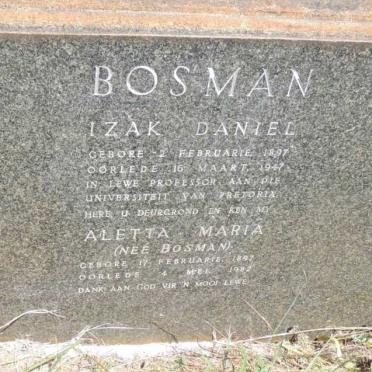 BOSMAN
IZAK DANIEL
GEBORE 2 FEBRUARIE 1897
OORLEDE 16 MAART 1947
IN LEWE PROFESSOR AAN DIE
UNIVERSITEIT VAN PRETORIA
HERE U DEURGROND EN KEN MY
ALETTA MARIA
(NEÉ BOSMAN)
GEBORE 17 FEBRUARIE 1897
OORLEDE 4 MEI 1982
DANK AAN GOD VIR 'N MOOI LEWE